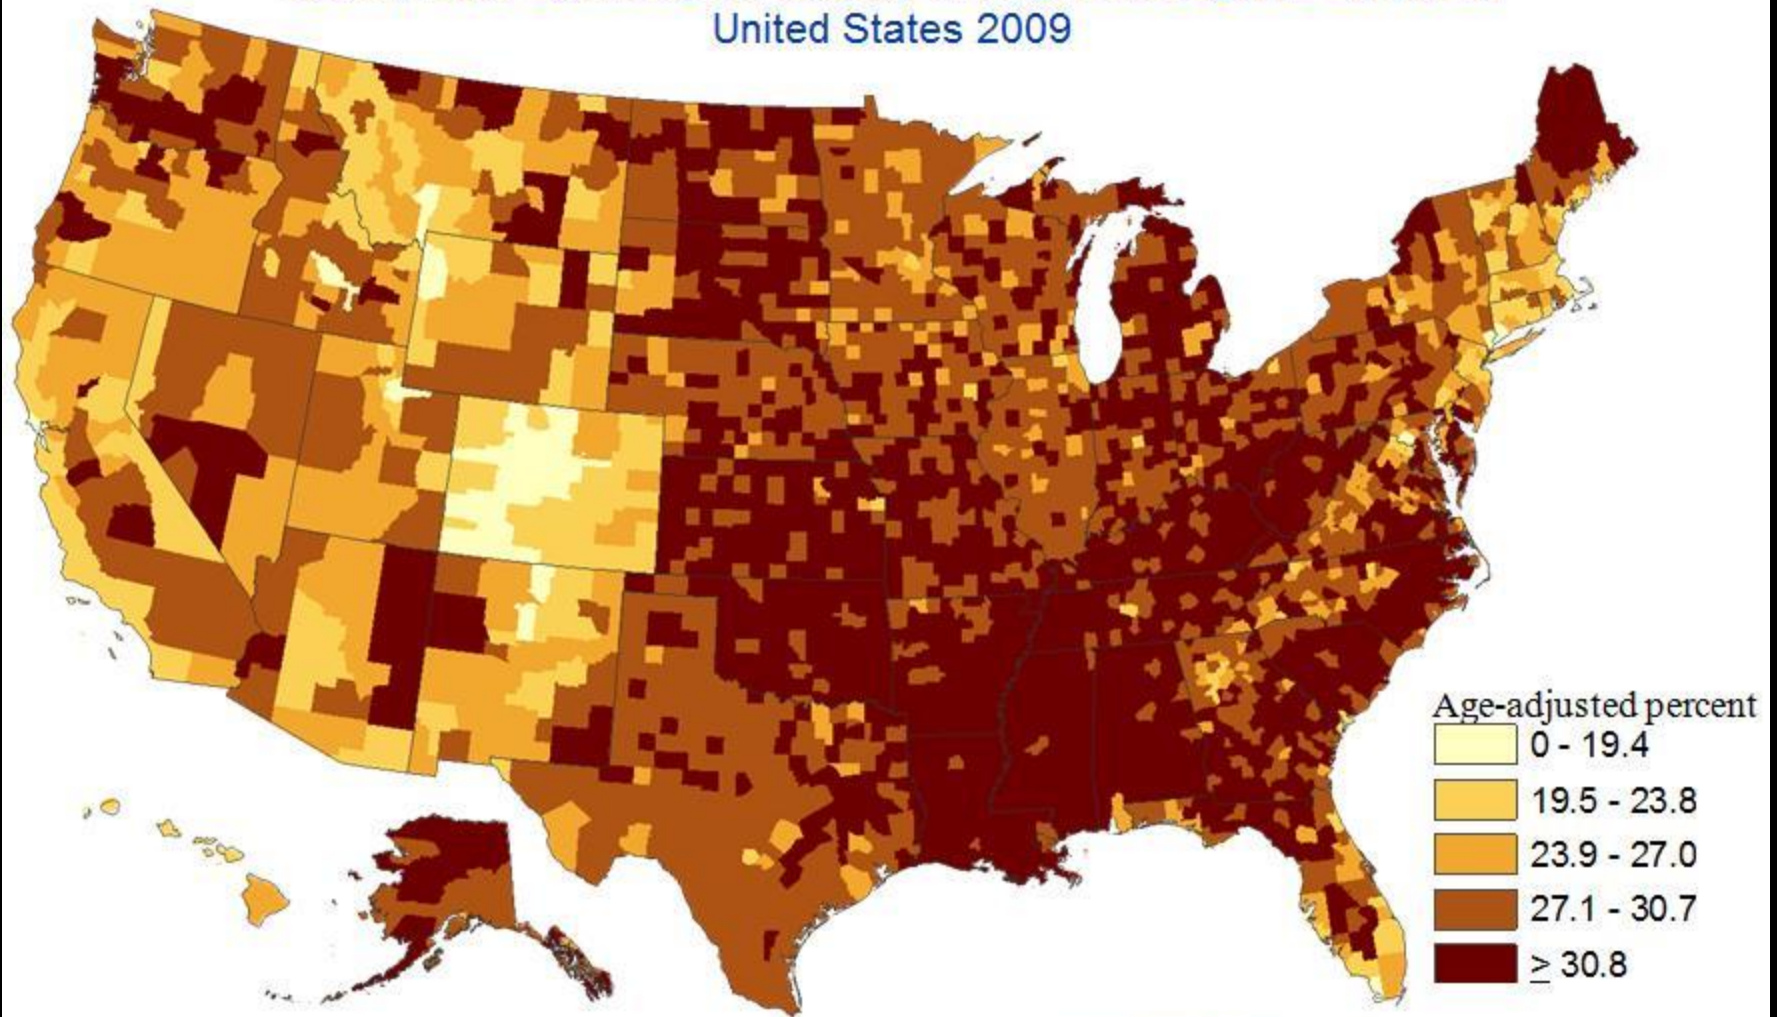 United States 2009
Age-adjusted percent
0 - 19.4
19.5 - 23.8
23.9 - 27.0
27.1 - 30.7
≥ 30.8